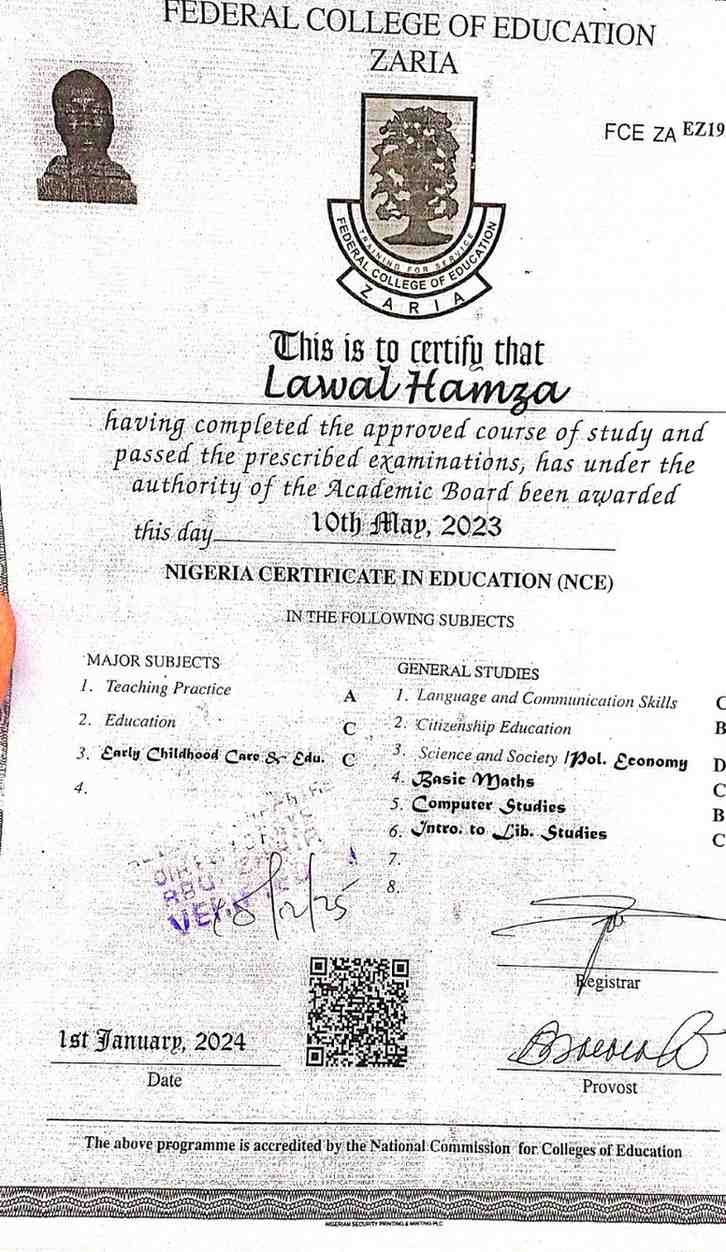 FEDERAL COLLEGE OF EDUCATION
ZARIA
FCE ZA EZ19
TRAINING FOR SERVICE
FEDERAL COLLEGE OF EDUCATION
ZARIA
This is to certify that
Lawal Hamza
having completed the approved course of study and
passed the prescribed examinations, has under the
authority of the Academic Board been awarded
this day 10th May, 2023
NIGERIA CERTIFICATE IN EDUCATION (NCE)
IN THE FOLLOWING SUBJECTS
MAJOR SUBJECTS
1. Teaching Practice A
2. Education C
3. Early Childhood Care & Edu. C
4.
GENERAL STUDIES
1. Language and Communication Skills C
2. Citizenship Education B
3. Science and Society /Pol. Economy D
4. Basic Maths C
5. Computer Studies B
6. Intro. to Lib. Studies C
7.
8.
18/12/25
Registrar
1st January, 2024
Date
Provost
The above programme is accredited by the National Commission for Colleges of Education
NIGERIAN SECURITY PRINTING & MINTING PLC